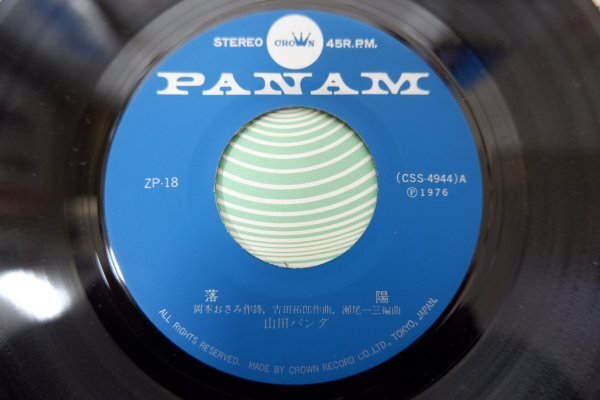 STEREO CROWN 45R.P.M.
PANAM
ZP-18
(CSS-4944)A
Ⓟ1976
落陽
岡本おさみ作詩, 吉田拓郎作曲, 瀬尾一三編曲
山田パンダ
ALL RIGHTS RESERVED. MADE BY CROWN RECORD CO.,LTD., TOKYO, JAPAN.